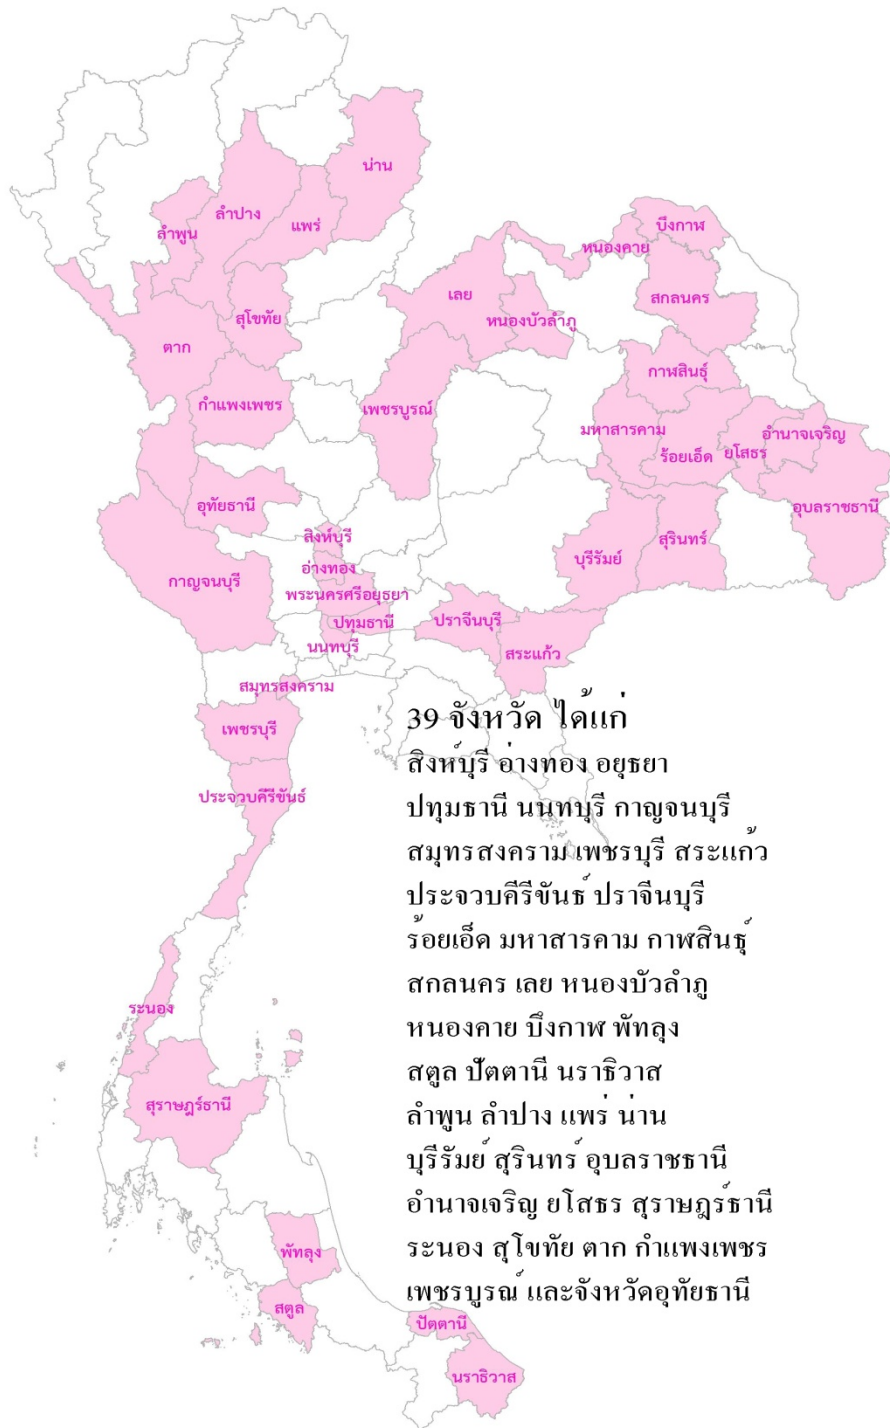 น่าน
ลำปาง
แพร่
ลำพูน
บึงกาฬ
หนองคาย
เลย
สกลนคร
สุโขทัย
หนองบัวลำภู
ตาก
กาฬสินธุ์
กำแพงเพชร
เพชรบูรณ์
มหาสารคาม
ร้อยเอ็ด
ยโสธร
อำนาจเจริญ
อุทัยธานี
อุบลราชธานี
สิงห์บุรี
สุรินทร์
บุรีรัมย์
อ่างทอง
กาญจนบุรี
พระนครศรีอยุธยา
ปทุมธานี
ปราจีนบุรี
นนทบุรี
สระแก้ว
สมุทรสงคราม
เพชรบุรี
ประจวบคีรีขันธ์
ระนอง
สุราษฎร์ธานี
พัทลุง
สตูล
ปัตตานี
นราธิวาส
39 จังหวัด ได้แก่
สิงห์บุรี อ่างทอง อยุธยา
ปทุมธานี นนทบุรี กาญจนบุรี
สมุทรสงคราม เพชรบุรี สระแก้ว
ประจวบคีรีขันธ์ ปราจีนบุรี
ร้อยเอ็ด มหาสารคาม กาฬสินธุ์
สกลนคร เลย หนองบัวลำภู
หนองคาย บึงกาฬ พัทลุง
สตูล ปัตตานี นราธิวาส
ลำพูน ลำปาง แพร่ น่าน
บุรีรัมย์ สุรินทร์ อุบลราชธานี
อำนาจเจริญ ยโสธร สุราษฎร์ธานี
ระนอง สุโขทัย ตาก กำแพงเพชร
เพชรบูรณ์ และจังหวัดอุทัยธานี